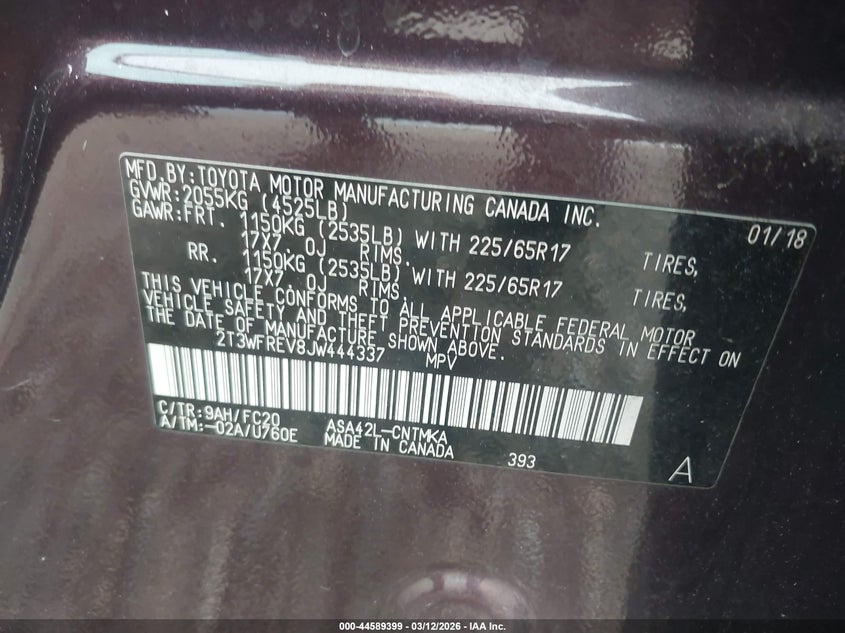 MFD.BY:TOYOTA MOTOR MANUFACTURING CANADA INC.
GVWR:2055KG (4525LB) 01/18
GAWR:FRT. 1150KG (2535LB) WITH 225/65R17 TIRES,
17X7.0J RIMS.
RR. 1150KG (2535LB) WITH 225/65R17 TIRES,
17X7.0J RIMS.
THIS VEHICLE CONFORMS TO ALL APPLICABLE FEDERAL MOTOR
VEHICLE SAFETY AND THEFT PREVENTION STANDARDS IN EFFECT ON
THE DATE OF MANUFACTURE SHOWN ABOVE.
2T3WFREV8JW444337 MPV
C/TR:9AH/FC20 ASA42L-CNTMKA
A/TM:-02A/U760E MADE IN CANADA 393 A
000-44589399 - 03/12/2026 - IAA Inc.